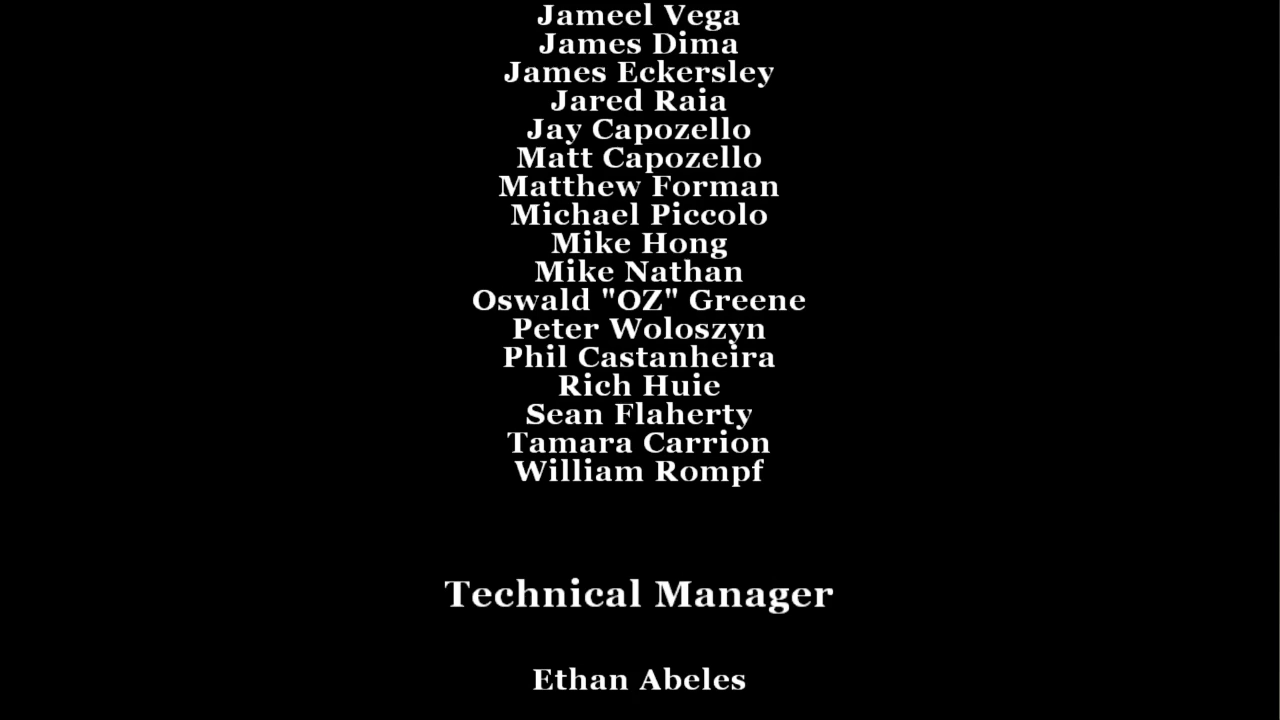 Jameel Vega
James Dima
James Eckersley
Jared Raia
Jay Capozello
Matt Capozello
Matthew Forman
Michael Piccolo
Mike Hong
Mike Nathan
Oswald "OZ" Greene
Peter Woloszyn
Phil Castanheira
Rich Huie
Sean Flaherty
Tamara Carrion
William Rompf
Technical Manager
Ethan Abeles